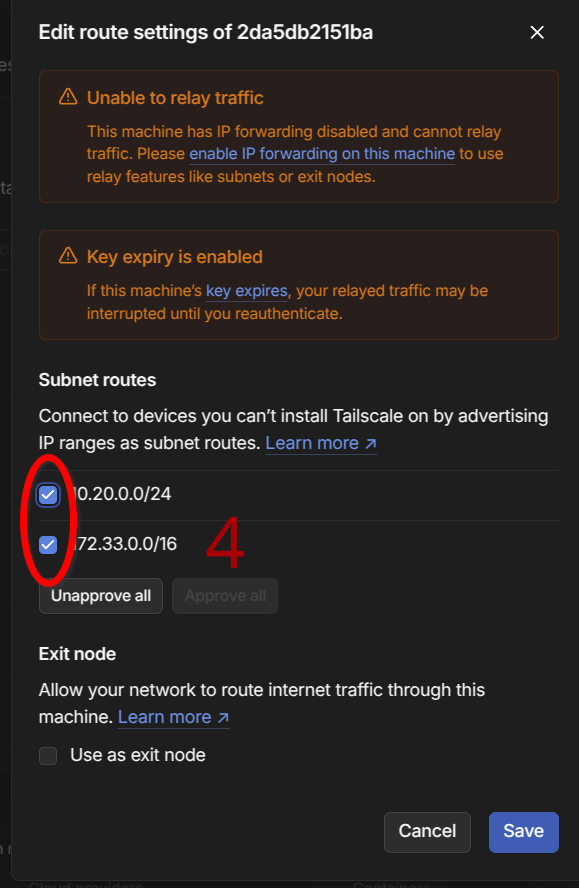 Edit route settings of 2da5db2151ba
Unable to relay traffic
This machine has IP forwarding disabled and cannot relay
traffic. Please enable IP forwarding on this machine to use
relay features like subnets or exit nodes.
Key expiry is enabled
If this machine's key expires, your relayed traffic may be
interrupted until you reauthenticate.
Subnet routes
Connect to devices you can't install Tailscale on by advertising
IP ranges as subnet routes. Learn more ↗
10.20.0.0/24
172.33.0.0/16
4
Unapprove all
Approve all
Exit node
Allow your network to route internet traffic through this
machine. Learn more ↗
Use as exit node
Cancel
Save